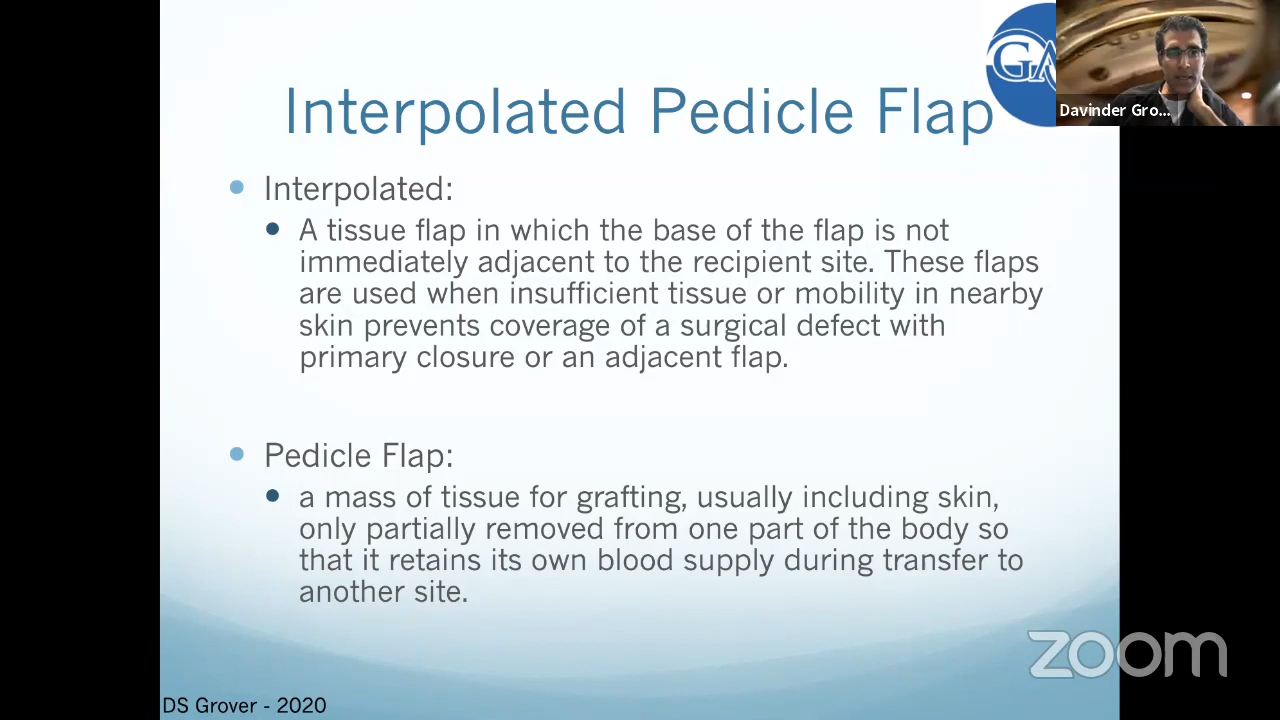 GA
Davinder Gro...
Interpolated Pedicle Flap
Interpolated:
A tissue flap in which the base of the flap is not
immediately adjacent to the recipient site. These flaps
are used when insufficient tissue or mobility in nearby
skin prevents coverage of a surgical defect with
primary closure or an adjacent flap.
Pedicle Flap:
a mass of tissue for grafting, usually including skin,
only partially removed from one part of the body so
that it retains its own blood supply during transfer to
another site.
zoom
DS Grover - 2020